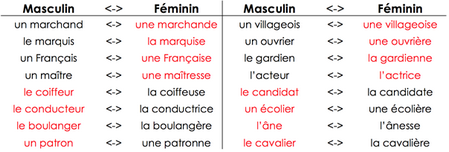 Masculin <-> Féminin Masculin <-> Féminin
un marchand <-> une marchande un villageois <-> une villageoise
le marquis <-> la marquise un ouvrier <-> une ouvrière
un Français <-> une Française le gardien <-> la gardienne
un maître <-> une maîtresse l'acteur <-> l'actrice
le coiffeur <-> la coiffeuse le candidat <-> la candidate
le conducteur <-> la conductrice un écolier <-> une écolière
le boulanger <-> la boulangère l'âne <-> l'ânesse
un patron <-> une patronne le cavalier <-> la cavalière